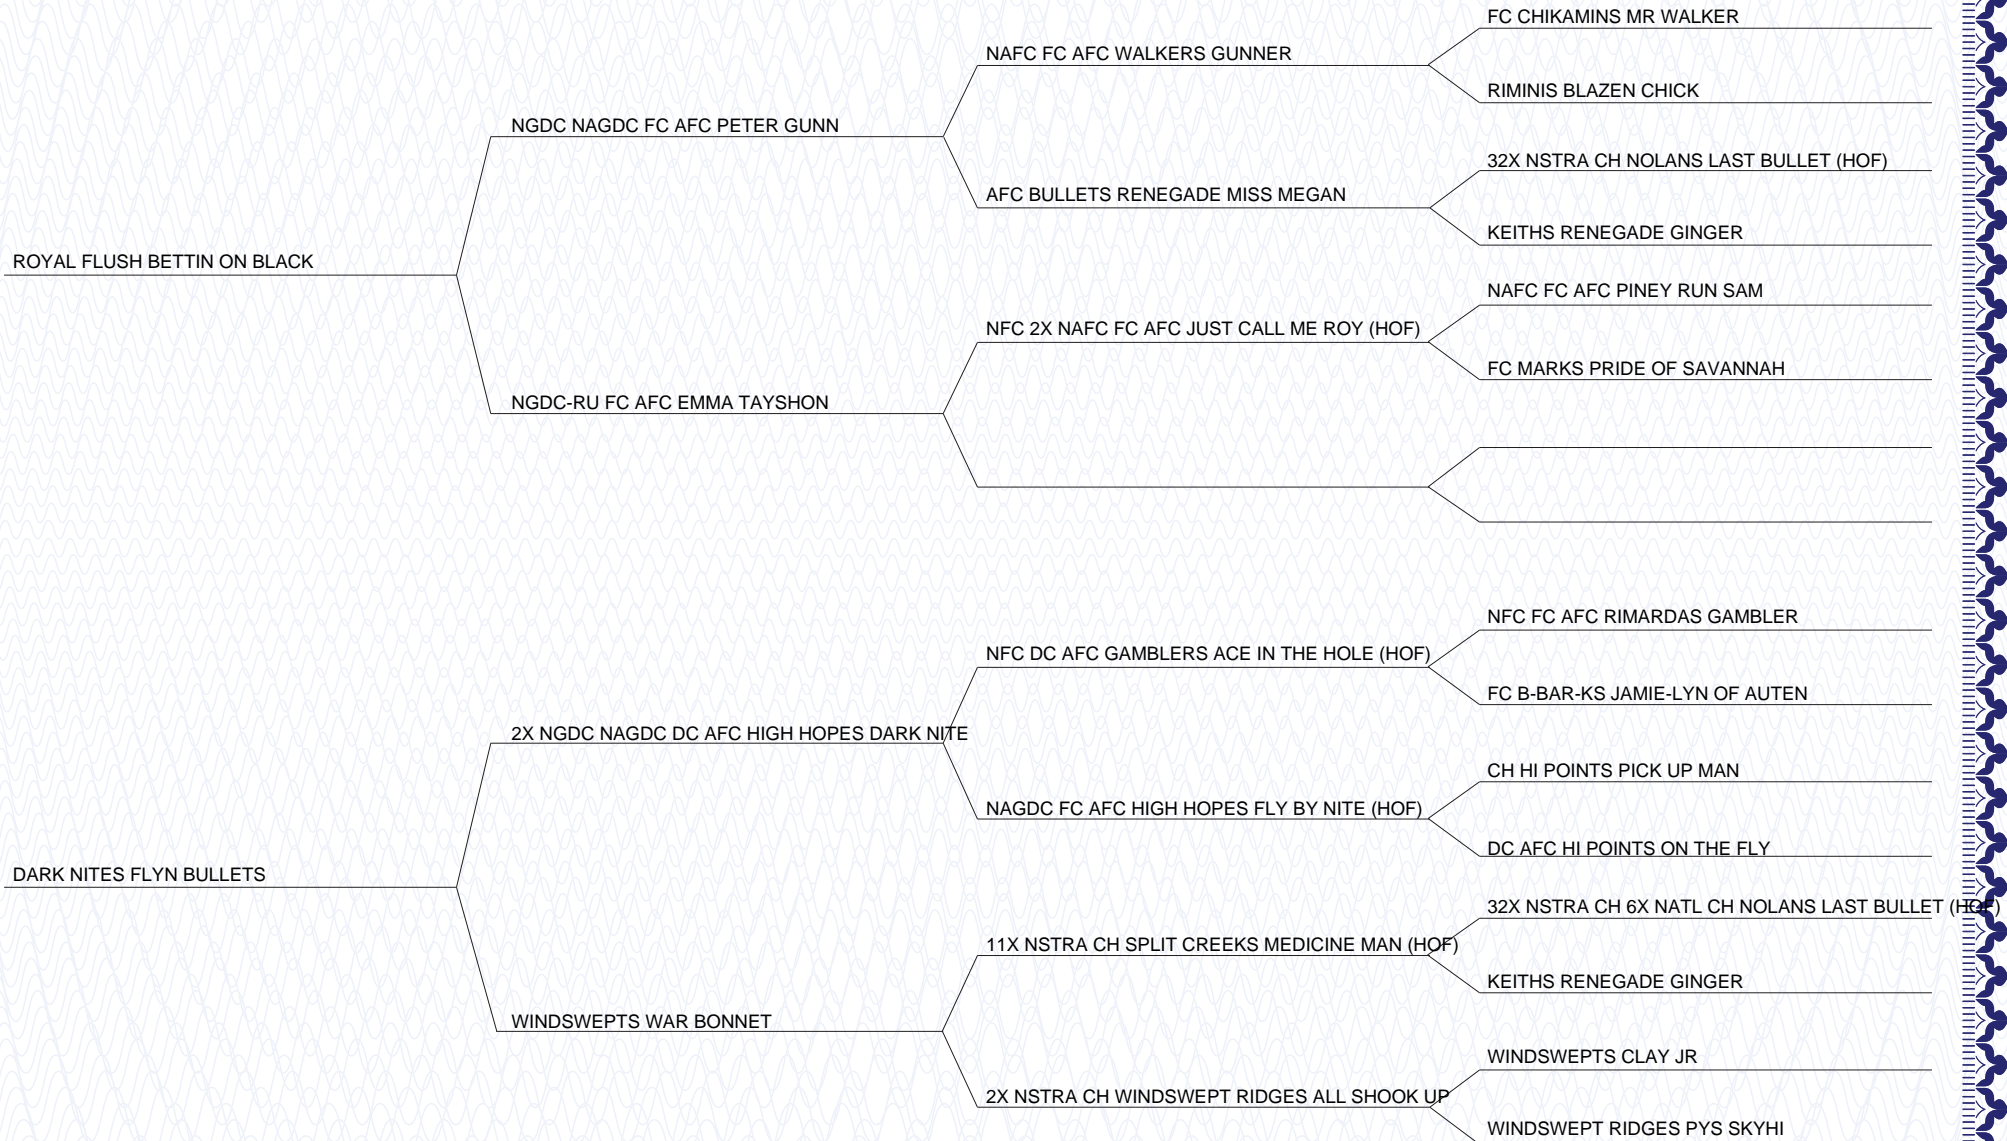 FC CHIKAMINS MR WALKER
NAFC FC AFC WALKERS GUNNER
RIMINIS BLAZEN CHICK
NGDC NAGDC FC AFC PETER GUNN
32X NSTRA CH NOLANS LAST BULLET (HOF)
AFC BULLETS RENEGADE MISS MEGAN
KEITHS RENEGADE GINGER
ROYAL FLUSH BETTIN ON BLACK
NAFC FC AFC PINEY RUN SAM
NFC 2X NAFC FC AFC JUST CALL ME ROY (HOF)
FC MARKS PRIDE OF SAVANNAH
NGDC-RU FC AFC EMMA TAYSHON
NFC FC AFC RIMARDAS GAMBLER
NFC DC AFC GAMBLERS ACE IN THE HOLE (HOF)
FC B-BAR-KS JAMIE-LYN OF AUTEN
2X NGDC NAGDC DC AFC HIGH HOPES DARK NITE
CH HI POINTS PICK UP MAN
NAGDC FC AFC HIGH HOPES FLY BY NITE (HOF)
DC AFC HI POINTS ON THE FLY
DARK NITES FLYN BULLETS
32X NSTRA CH 6X NATL CH NOLANS LAST BULLET (HOF)
11X NSTRA CH SPLIT CREEKS MEDICINE MAN (HOF)
KEITHS RENEGADE GINGER
WINDSWEPTS WAR BONNET
WINDSWEPTS CLAY JR
2X NSTRA CH WINDSWEPT RIDGES ALL SHOOK UP
WINDSWEPT RIDGES PYS SKYHI